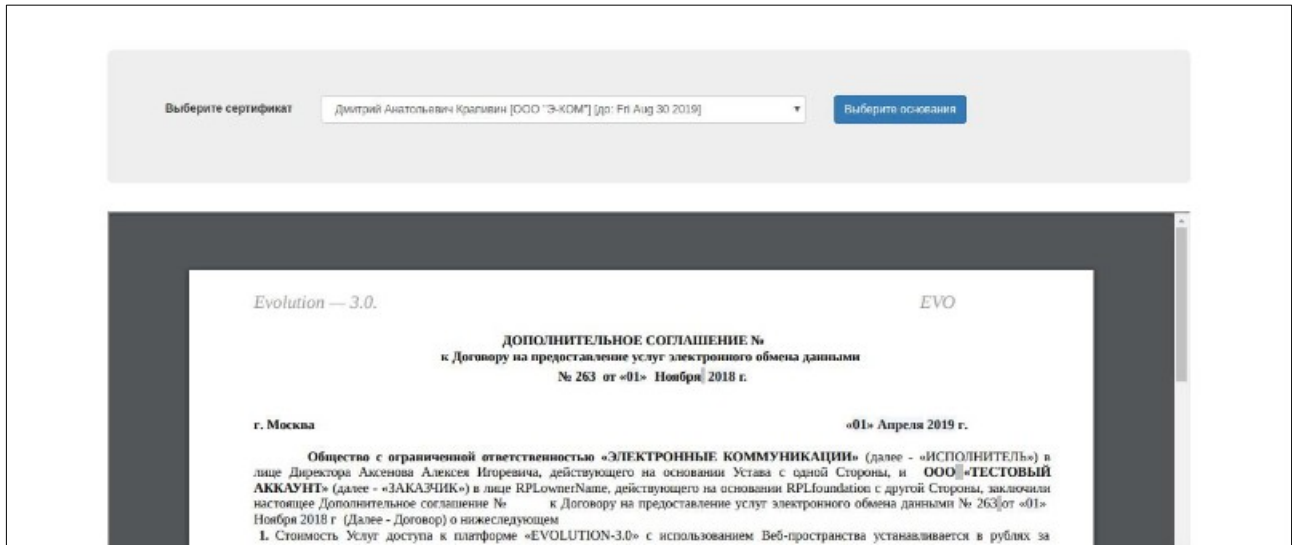 Выберите сертификат Дмитрий Анатольевич Крапивин [ООО "Э-КОМ"] [до: Fri Aug 30 2019] Выберите основания
Evolution — 3.0. EVO
ДОПОЛНИТЕЛЬНОЕ СОГЛАШЕНИЕ №
к Договору на предоставление услуг электронного обмена данными
№ 263 от «01» Ноября 2018 г.
г. Москва «01» Апреля 2019 г.
Общество с ограниченной ответственностью «ЭЛЕКТРОННЫЕ КОММУНИКАЦИИ» (далее - «ИСПОЛНИТЕЛЬ») в
лице Директора Аксенова Алексея Игоревича, действующего на основании Устава с одной Стороны, и ООО «ТЕСТОВЫЙ
АККАУНТ» (далее - «ЗАКАЗЧИК») в лице RPLownerName, действующего на основании RPLfoundation с другой Стороны, заключили
настоящее Дополнительное соглашение № к Договору на предоставление услуг электронного обмена данными № 263 от «01»
Ноября 2018 г (Далее - Договор) о нижеследующем
1. Стоимость Услуг доступа к платформе «EVOLUTION-3.0» с использованием Веб-пространства устанавливается в рублях за